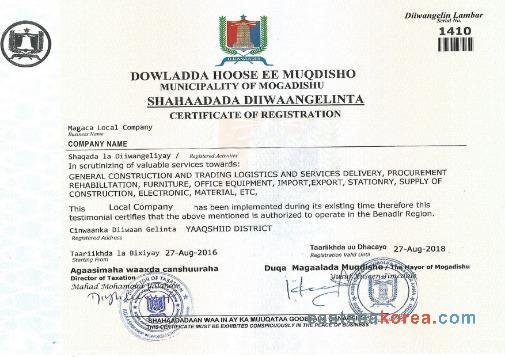 Diiwangelin Lambar
Serial No.
1410
DOWLADDA HOOSE EE MUQDISHO
MUNICIPALITY OF MOGADISHU
SHAHAADADA DIIWAANGELINTA
CERTIFICATE OF REGISTRATION
Magaca Local Company
Business Name
COMPANY NAME
Shaqada la Diiwangeliyay / Registered Activities
In scrutinizing of valuable services towards:
GENERAL CONSTRUCTION AND TRADING LOGISTICS AND SERVICES DELIVERY, PROCUREMENT
REHABILLTATION, FURNITURE, OFFICE EQUIPMENT, IMPORT,EXPORT, STATIONRY, SUPPLY OF
CONSTRUCTION, ELECTRONIC, MATERIAL, ETC,
This Local Company has been implemented during its existing time therefore this
testimonial certifies that the above mentioned is authorized to operate in the Benadir Region.
Cinwaanka Diiwaan Gelinta YAAQSHIID DISTRICT
Registered Address
Taariikhda la Bixiyay 27-Aug-2016
Starting From
Taariikhda uu Dhacayo 27-Aug-2018
Registration Valid Until
Agaasimaha waaxda canshuuraha
Director of Taxation
Mahad Mohamoud
Duqa Magaalada Muqdisho / The Mayor of Mogadishu
SHAHAADADAAN WAA IN AY KA MUUQATAA
THIS CERTIFICATE MUST BE EXHIBITED CONSPICIOUSLY IN THE PLACE OF BUSINESS
apostillekorea.com